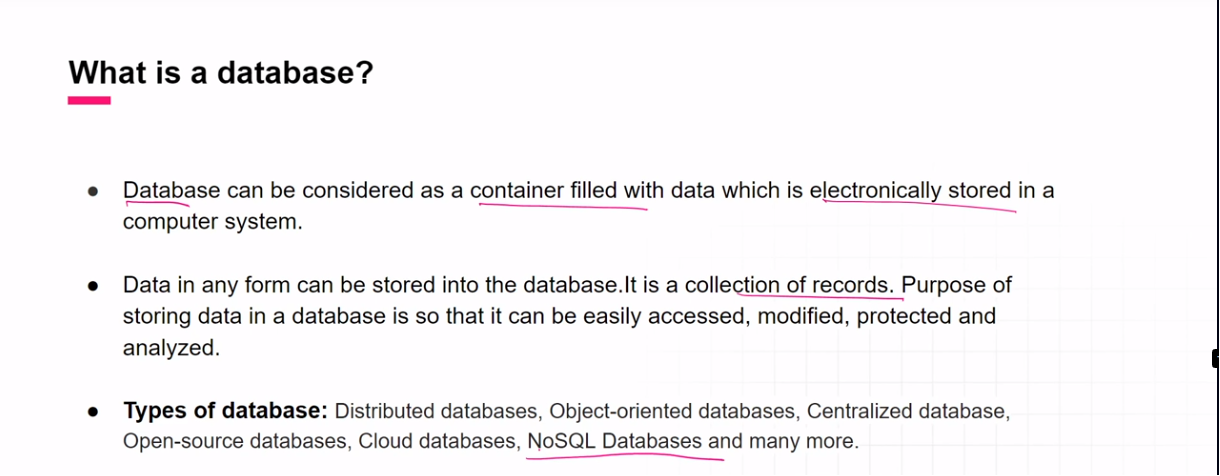 What is a database?
● Database can be considered as a container filled with data which is electronically stored in a
computer system.
● Data in any form can be stored into the database.It is a collection of records. Purpose of
storing data in a database is so that it can be easily accessed, modified, protected and
analyzed.
● Types of database: Distributed databases, Object-oriented databases, Centralized database,
Open-source databases, Cloud databases, NoSQL Databases and many more.